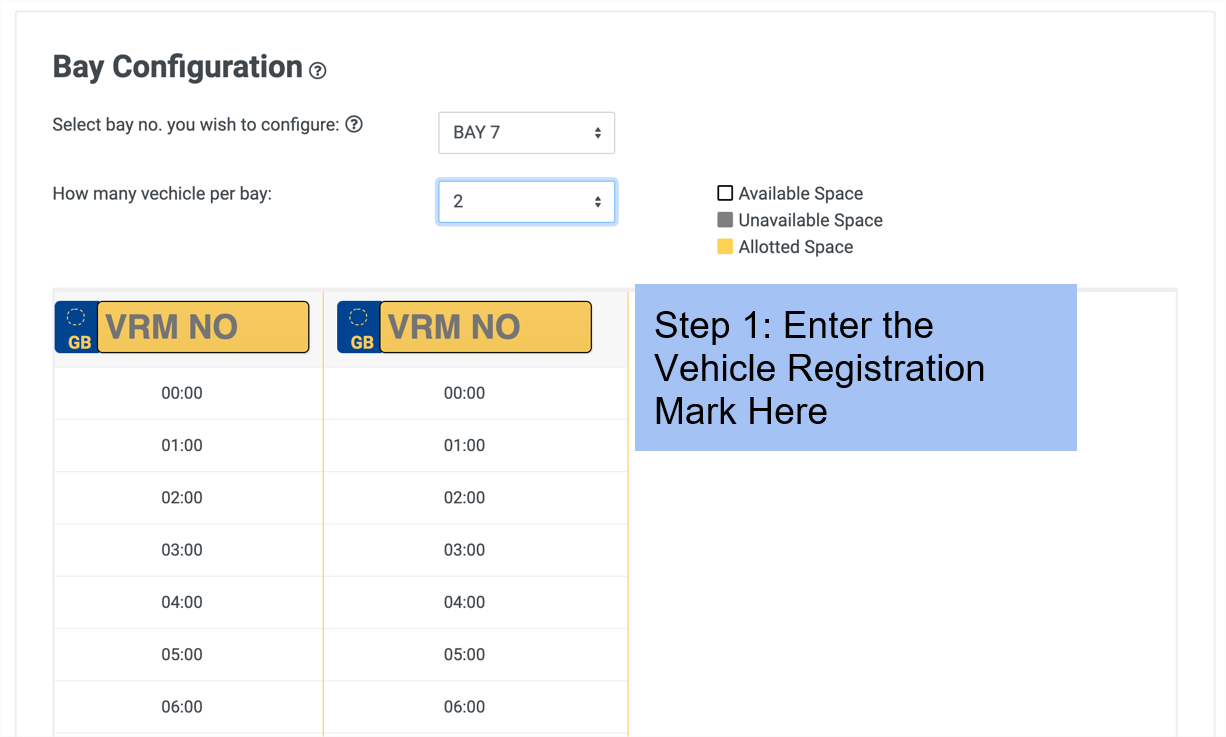 Bay Configuration ?
Select bay no. you wish to configure: ?
BAY 7
How many vechicle per bay:
2
Available Space
Unavailable Space
Allotted Space
GB VRM NO
GB VRM NO
Step 1: Enter the
Vehicle Registration
Mark Here
00:00 00:00
01:00 01:00
02:00 02:00
03:00 03:00
04:00 04:00
05:00 05:00
06:00 06:00